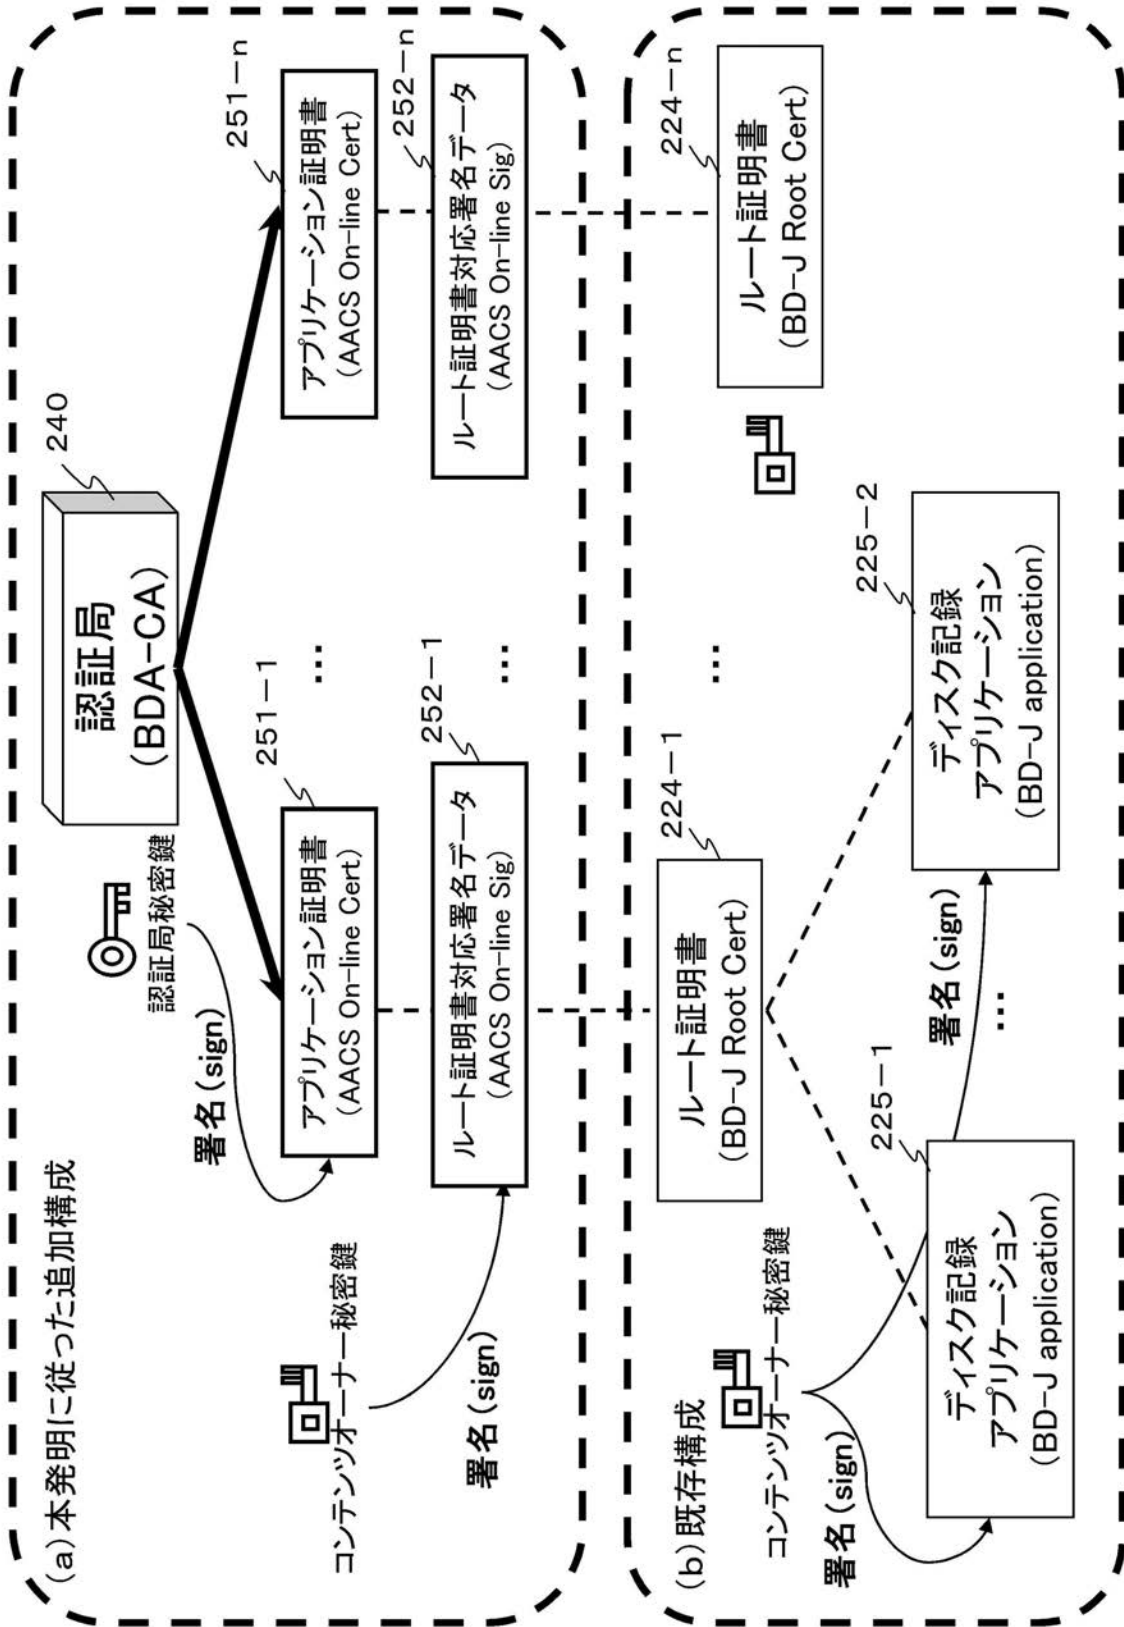 (a)本発明に従った追加構成
認証局
(BDA-CA)
240
認証局秘密鍵
署名(sign)
251-1
アプリケーション証明書
(AACS On-line Cert)
...
251-n
アプリケーション証明書
(AACS On-line Cert)
コンテンツオーナー秘密鍵
署名(sign)
252-1
ルート証明書対応署名データ
(AACS On-line Sig)
...
252-n
ルート証明書対応署名データ
(AACS On-line Sig)
(b)既存構成
コンテンツオーナー秘密鍵
署名(sign)
224-1
ルート証明書
(BD-J Root Cert)
...
224-n
ルート証明書
(BD-J Root Cert)
225-1
ディスク記録
アプリケーション
(BD-J application)
署名(sign)
...
225-2
ディスク記録
アプリケーション
(BD-J application)